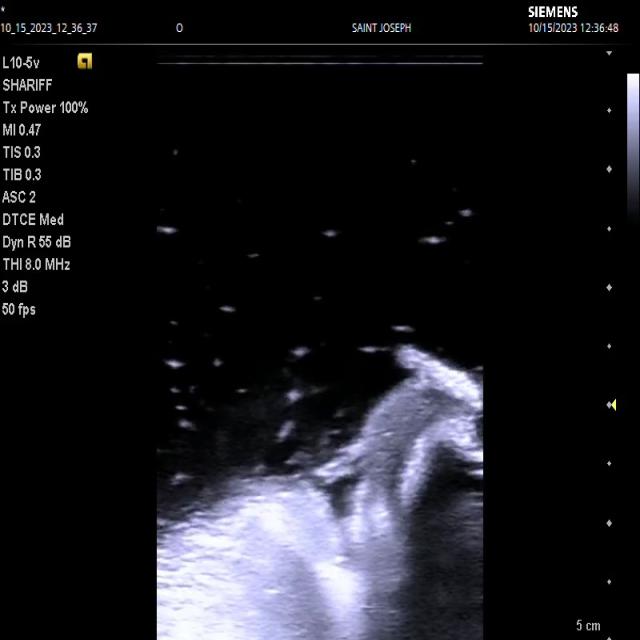 *
SIEMENS
10_15_2023_12_36_37 O SAINT JOSEPH 10/15/2023 12:36:48
L10-5v
SHARIFF
Tx Power 100%
MI 0.47
TIS 0.3
TIB 0.3
ASC 2
DTCE Med
Dyn R 55 dB
THI 8.0 MHz
3 dB
50 fps
5 cm